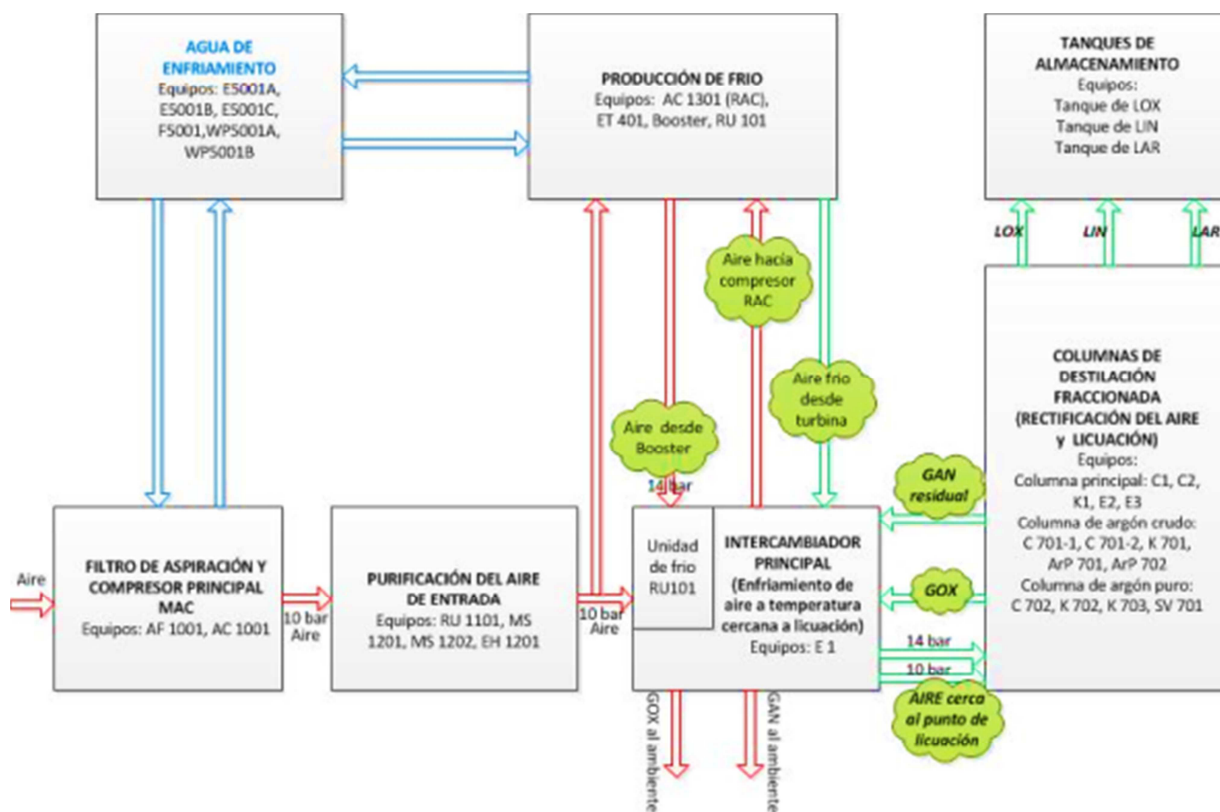 AGUA DE
ENFRIAMIENTO
Equipos: E5001A,
E5001B, E5001C,
F5001,WP5001A,
WP5001B
PRODUCCIÓN DE FRIO
Equipos: AC 1301 (RAC),
ET 401, Booster, RU 101
TANQUES DE
ALMACENAMIENTO
Equipos:
Tanque de LOX
Tanque de LIN
Tanque de LAR
LOX
LIN
LAR
Aire hacía
compresor
RAC
Aire frio
desde
turbina
Aire desde
Booster
14 bar
COLUMNAS DE
DESTILACIÓN
FRACCIONADA
(RECTIFICACIÓN DEL AIRE
y LICUACIÓN)
Equipos:
Columna principal: C1, C2,
K1, E2, E3
Columna de argón crudo:
C 701-1, C 701-2, K 701,
ArP 701, ArP 702
Columna de argón puro:
C 702, K 702, K 703, SV 701
GAN
residual
GOX
14 bar
10 bar
AIRE cerca
al punto de
licuación
Aire
FILTRO DE ASPIRACIÓN Y
COMPRESOR PRINCIPAL
MAC
Equipos: AF 1001, AC 1001
10 bar
Aire
PURIFICACIÓN DEL AIRE
DE ENTRADA
Equipos: RU 1101, MS
1201, MS 1202, EH 1201
10 bar
Aire
Unidad
de frio
RU101
INTERCAMBIADOR
PRINCIPAL
(Enfriamiento de
aire a temperatura
cercana a licuación)
Equipos: E 1
GOX al ambiente
GAN al ambiente